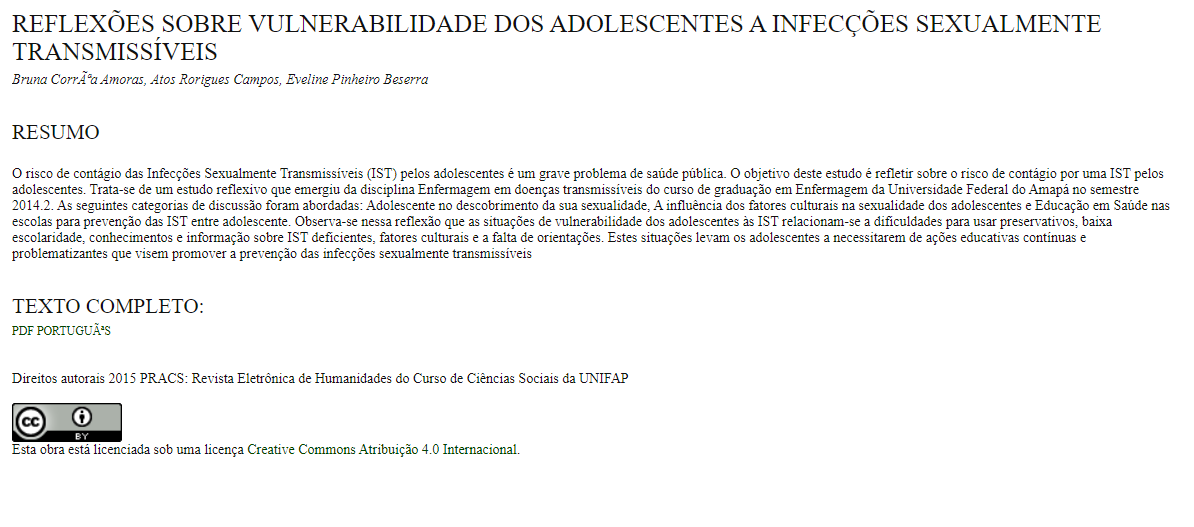 REFLEXÕES SOBRE VULNERABILIDADE DOS ADOLESCENTES A INFECÇÕES SEXUALMENTE
TRANSMISSÍVEIS
Bruna CorrÃªa Amoras, Atos Rorigues Campos, Eveline Pinheiro Beserra
RESUMO
O risco de contágio das Infecções Sexualmente Transmissíveis (IST) pelos adolescentes é um grave problema de saúde pública. O objetivo deste estudo é refletir sobre o risco de contágio por uma IST pelos
adolescentes. Trata-se de um estudo reflexivo que emergiu da disciplina Enfermagem em doenças transmissíveis do curso de graduação em Enfermagem da Universidade Federal do Amapá no semestre
2014.2. As seguintes categorias de discussão foram abordadas: Adolescente no descobrimento da sua sexualidade, A influência dos fatores culturais na sexualidade dos adolescentes e Educação em Saúde nas
escolas para prevenção das IST entre adolescente. Observa-se nessa reflexão que as situações de vulnerabilidade dos adolescentes às IST relacionam-se a dificuldades para usar preservativos, baixa
escolaridade, conhecimentos e informação sobre IST deficientes, fatores culturais e a falta de orientações. Estes situações levam os adolescentes a necessitarem de ações educativas contínuas e
problematizantes que visem promover a prevenção das infecções sexualmente transmissíveis
TEXTO COMPLETO:
PDF PORTUGUÃªS
Direitos autorais 2015 PRACS: Revista Eletrônica de Humanidades do Curso de Ciências Sociais da UNIFAP
cc BY
Esta obra está licenciada sob uma licença Creative Commons Atribuição 4.0 Internacional.